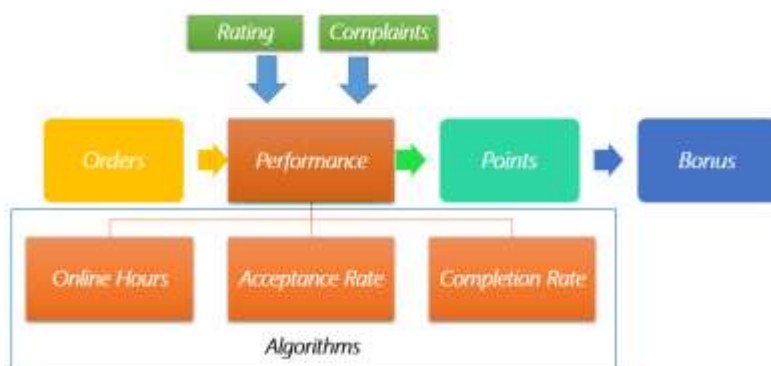 Rating
Complaints
Orders
Performance
Points
Bonus
Online Hours
Acceptance Rate
Completion Rate
Algorithms